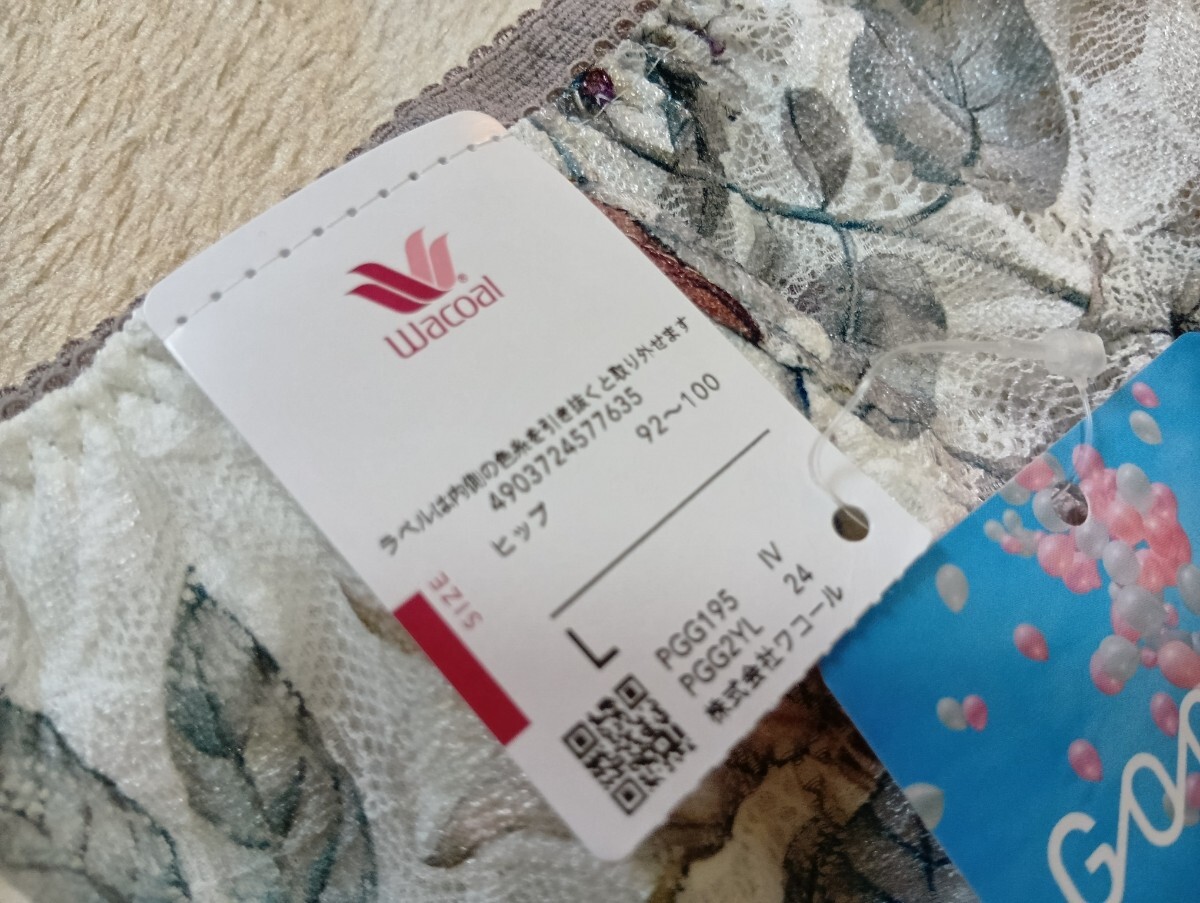 Wacoal
ラベルは内側の色糸を引き抜くと取り外せます
4903724577635
ヒップ 92~100
SIZE
L
PGG195 IV
PGG2YL 24
株式会社ワコール
GOO